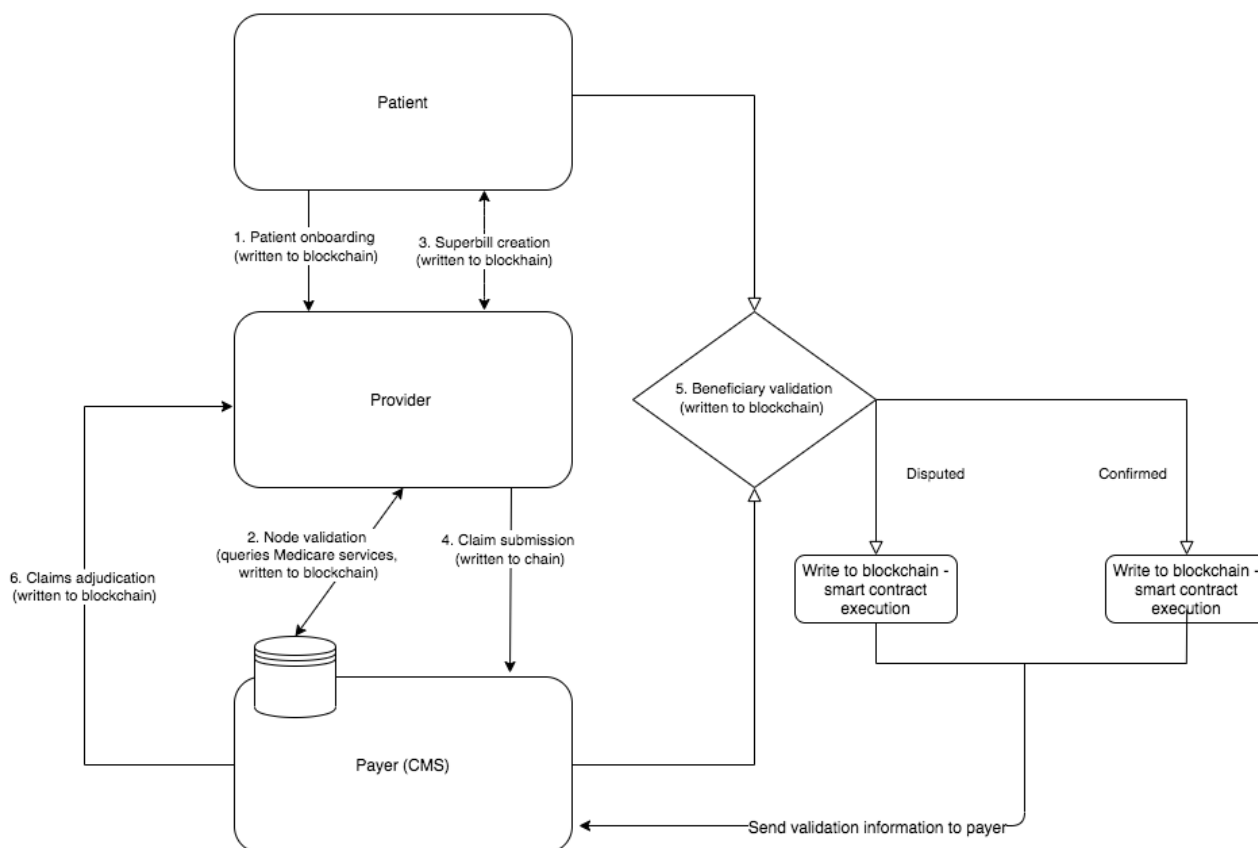 Patient
1. Patient onboarding
(written to blockchain)
3. Superbill creation
(written to blockhain)
Provider
5. Beneficiary validation
(written to blockchain)
Disputed
Confirmed
2. Node validation
(queries Medicare services,
written to blockchain)
4. Claim submission
(written to chain)
6. Claims adjudication
(written to blockchain)
Write to blockchain -
smart contract
execution
Write to blockchain -
smart contract
execution
Payer (CMS)
Send validation information to payer